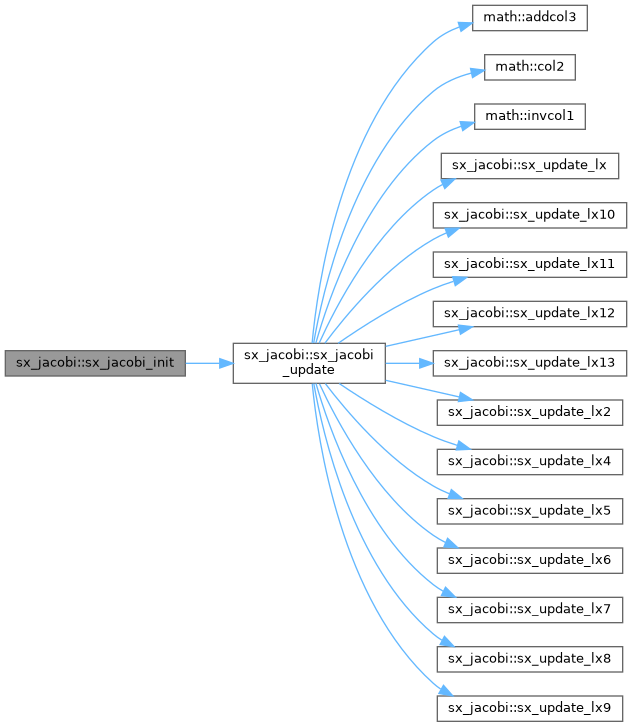 sx_jacobi::sx_jacobi_init
sx_jacobi::sx_jacobi
_update
math::addcol3
math::col2
math::invcol1
sx_jacobi::sx_update_lx
sx_jacobi::sx_update_lx10
sx_jacobi::sx_update_lx11
sx_jacobi::sx_update_lx12
sx_jacobi::sx_update_lx13
sx_jacobi::sx_update_lx2
sx_jacobi::sx_update_lx4
sx_jacobi::sx_update_lx5
sx_jacobi::sx_update_lx6
sx_jacobi::sx_update_lx7
sx_jacobi::sx_update_lx8
sx_jacobi::sx_update_lx9